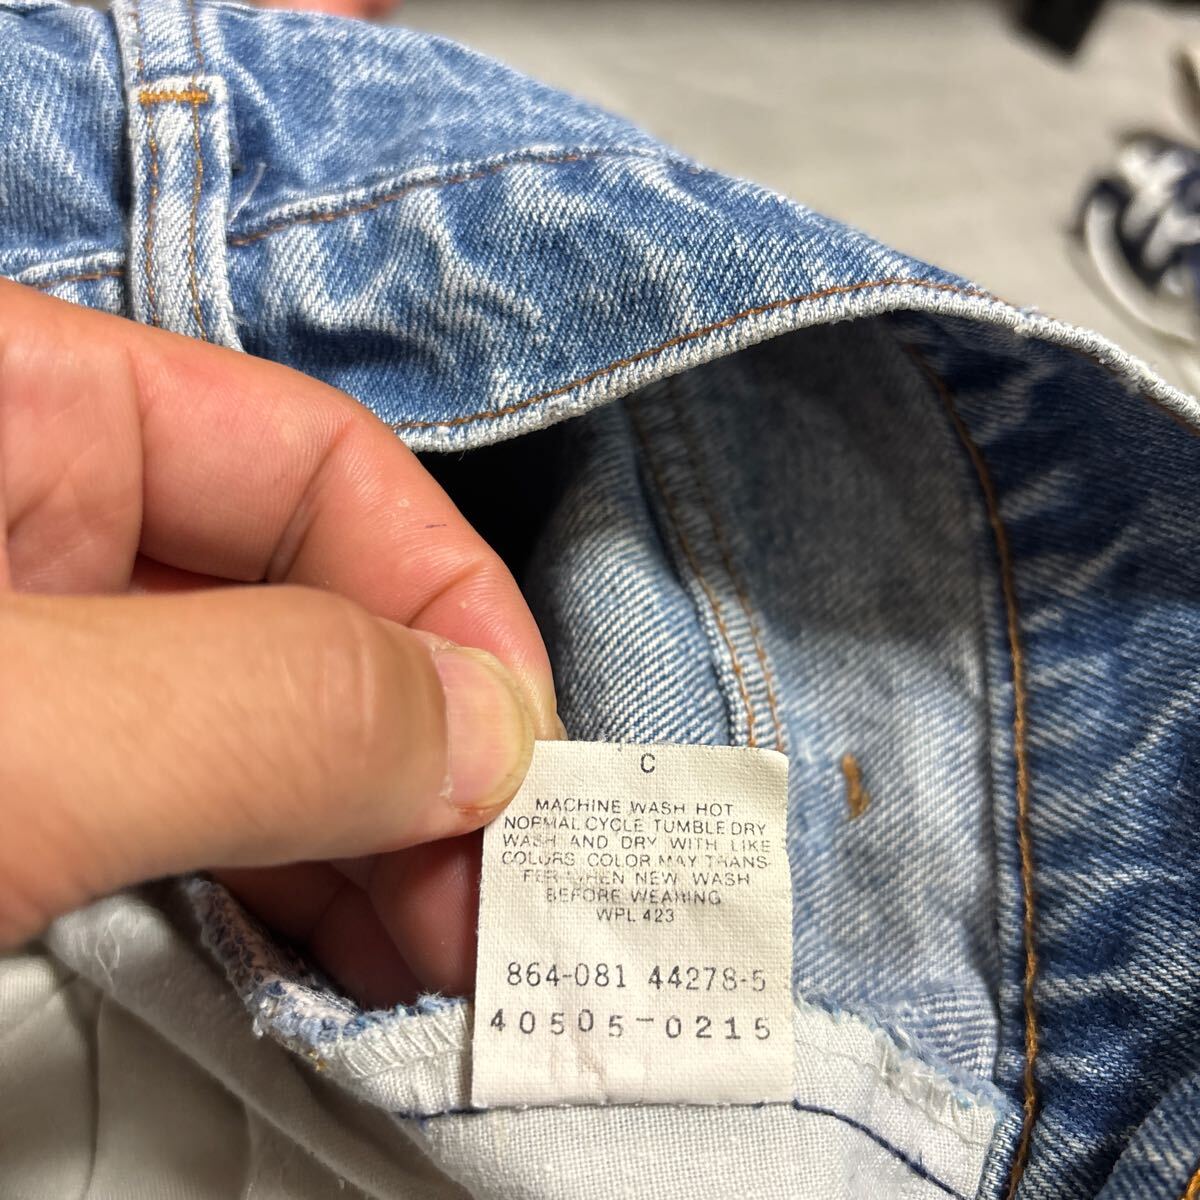 C
MACHINE WASH HOT
NORMAL CYCLE TUMBLE DRY
WASH AND DRY WITH LIKE
COLORS COLOR MAY TRANS-
FER WHEN NEW WASH
BEFORE WEARING
WPL 423
864-081 44278-5
40505-0215